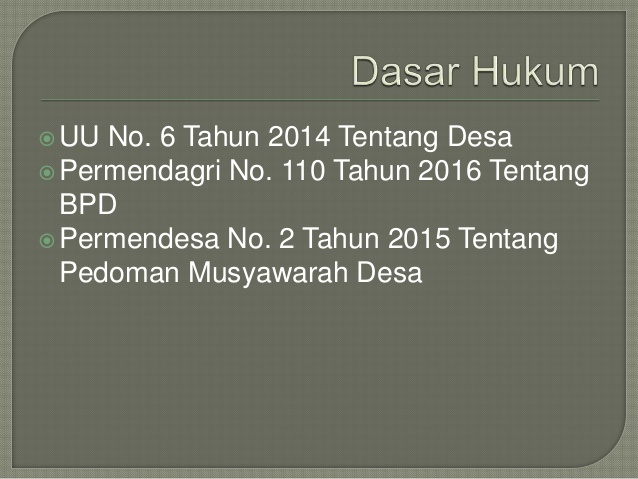 Dasar Hukum
UU No. 6 Tahun 2014 Tentang Desa
Permendagri No. 110 Tahun 2016 Tentang
BPD
Permendesa No. 2 Tahun 2015 Tentang
Pedoman Musyawarah Desa